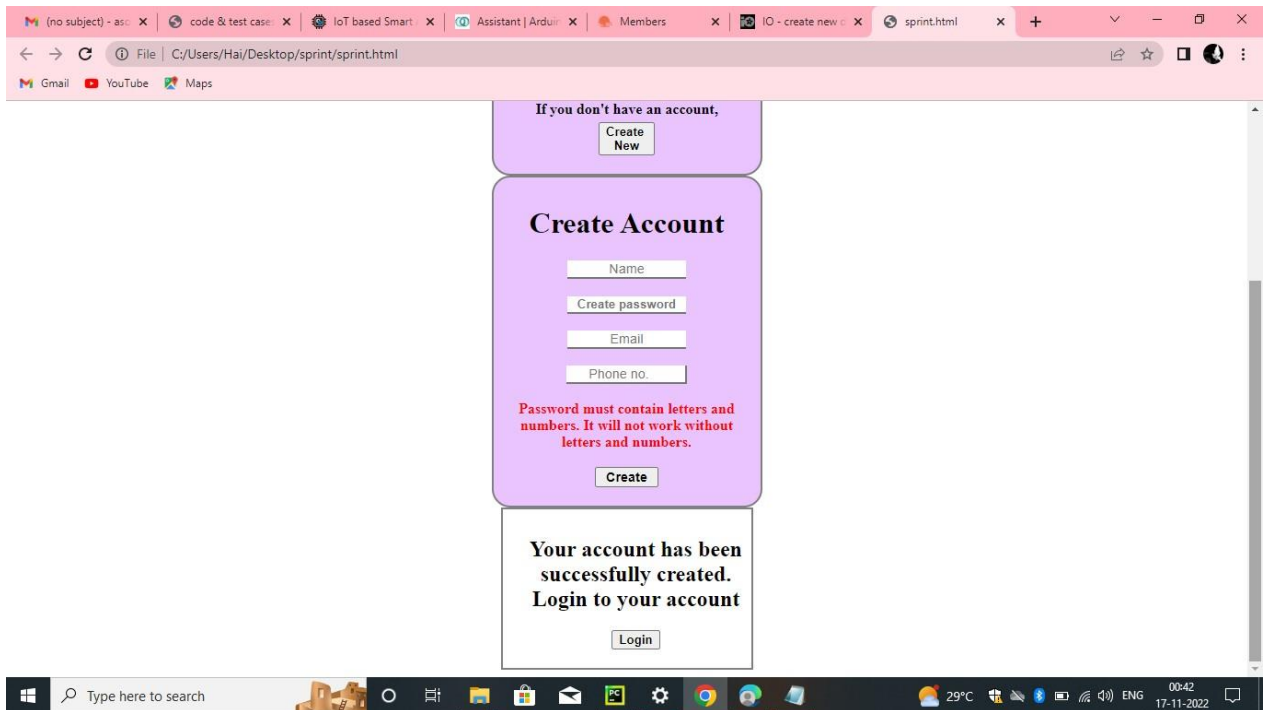 (no subject) - asc
code & test case:
IoT based Smart
Assistant | Arduin
Members
IO - create new c
sprint.html
File | C:/Users/Hai/Desktop/sprint/sprint.html
Gmail
YouTube
Maps
If you don't have an account,
Create
New
Create Account
Name
Create password
Email
Phone no.
Password must contain letters and
numbers. It will not work without
letters and numbers.
Create
Your account has been
successfully created.
Login to your account
Login
Type here to search
PC
29°C
ENG
00:42
17-11-2022